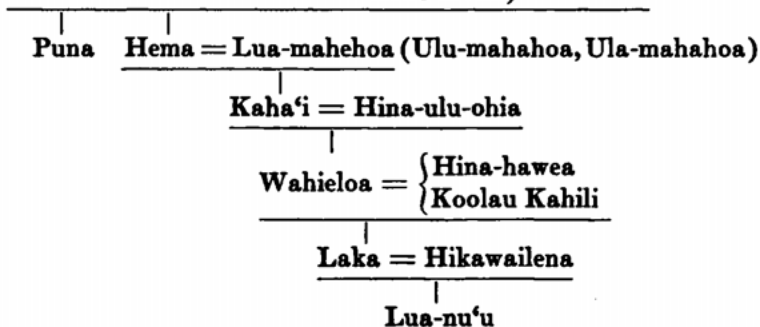 Puna Hema = Lua-mahehoa (Ulu-mahahoa, Ula-mahahoa)
Kaha‘i = Hina-ulu-ohia
Wahieloa = { Hina-hawea
Koolau Kahili
Laka = Hikawailena
Lua-nu‘u